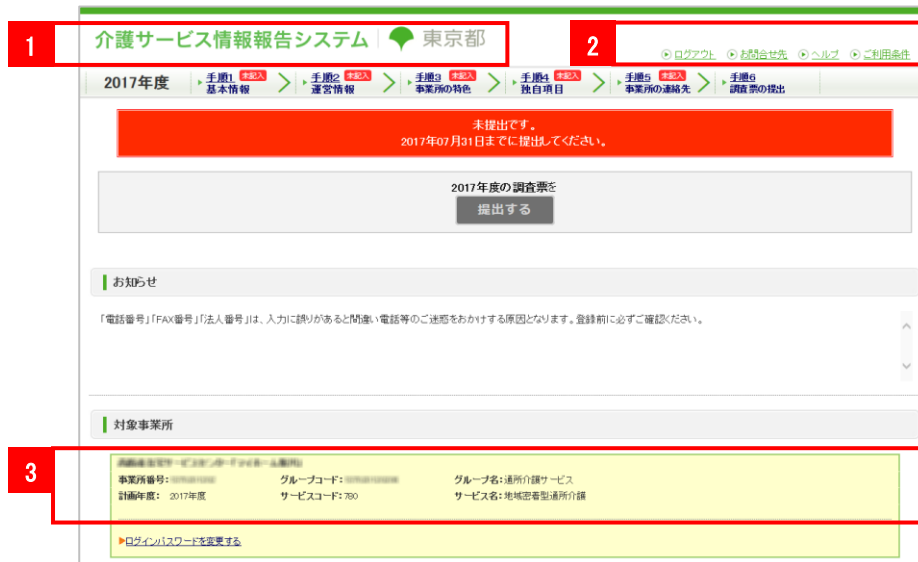 1
介護サービス情報報告システム
東京都
2
ログアウト お問合せ先 ヘルプ ご利用条件
2017年度
手順1 未記入
基本情報
手順2 未記入
運営情報
手順3 未記入
事業所の特色
手順4 未記入
独自項目
手順5 未記入
事業所の連絡先
手順6
調査票の提出
未提出です。
2017年07月31日までに提出してください。
2017年度の調査票を
提出する
お知らせ
「電話番号」「FAX番号」「法人番号」は、入力に誤りがあると間違い電話等のご迷惑をおかけする原因となります。登録前に必ずご確認ください。
対象事業所
3
事業所番号: グループコード: グループ名:通所介護サービス
計画年度: 2017年度 サービスコード:780 サービス名:地域密着型通所介護
ログインパスワードを変更する